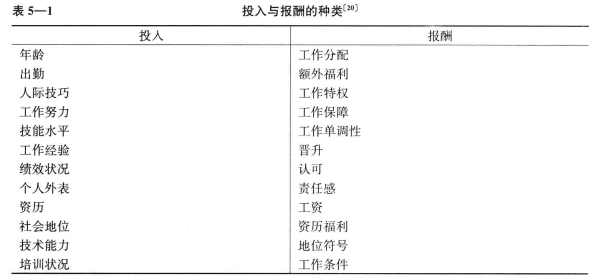 表 5—1 投入与报酬的种类[20]
投入 报酬
年龄 工作分配
出勤 额外福利
人际技巧 工作特权
工作努力 工作保障
技能水平 工作单调性
工作经验 晋升
绩效状况 认可
个人外表 责任感
资历 工资
社会地位 资历福利
技术能力 地位符号
培训状况 工作条件